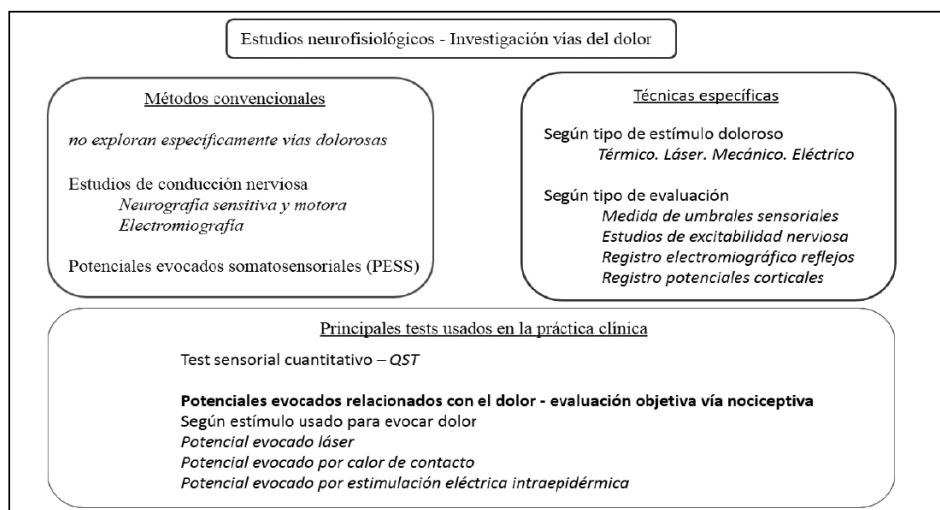 Estudios neurofisiológicos - Investigación vías del dolor
Métodos convencionales
no exploran específicamente vías dolorosas
Estudios de conducción nerviosa
Neurografía sensitiva y motora
Electromiografía
Potenciales evocados somatosensoriales (PESS)
Técnicas específicas
Según tipo de estímulo doloroso
Térmico. Láser. Mecánico. Eléctrico
Según tipo de evaluación
Medida de umbrales sensoriales
Estudios de excitabilidad nerviosa
Registro electromiográfico reflejos
Registro potenciales corticales
Principales tests usados en la práctica clínica
Test sensorial cuantitativo – QST
Potenciales evocados relacionados con el dolor - evaluación objetiva vía nociceptiva
Según estímulo usado para evocar dolor
Potencial evocado láser
Potencial evocado por calor de contacto
Potencial evocado por estimulación eléctrica intraepidérmica